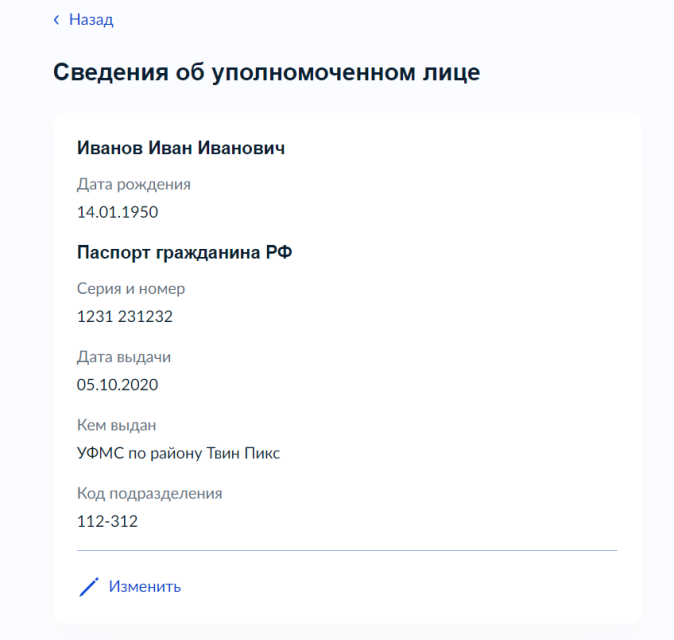 Назад
Сведения об уполномоченном лице
Иванов Иван Иванович
Дата рождения
14.01.1950
Паспорт гражданина РФ
Серия и номер
1231 231232
Дата выдачи
05.10.2020
Кем выдан
УФМС по району Твин Пикс
Код подразделения
112-312
Изменить